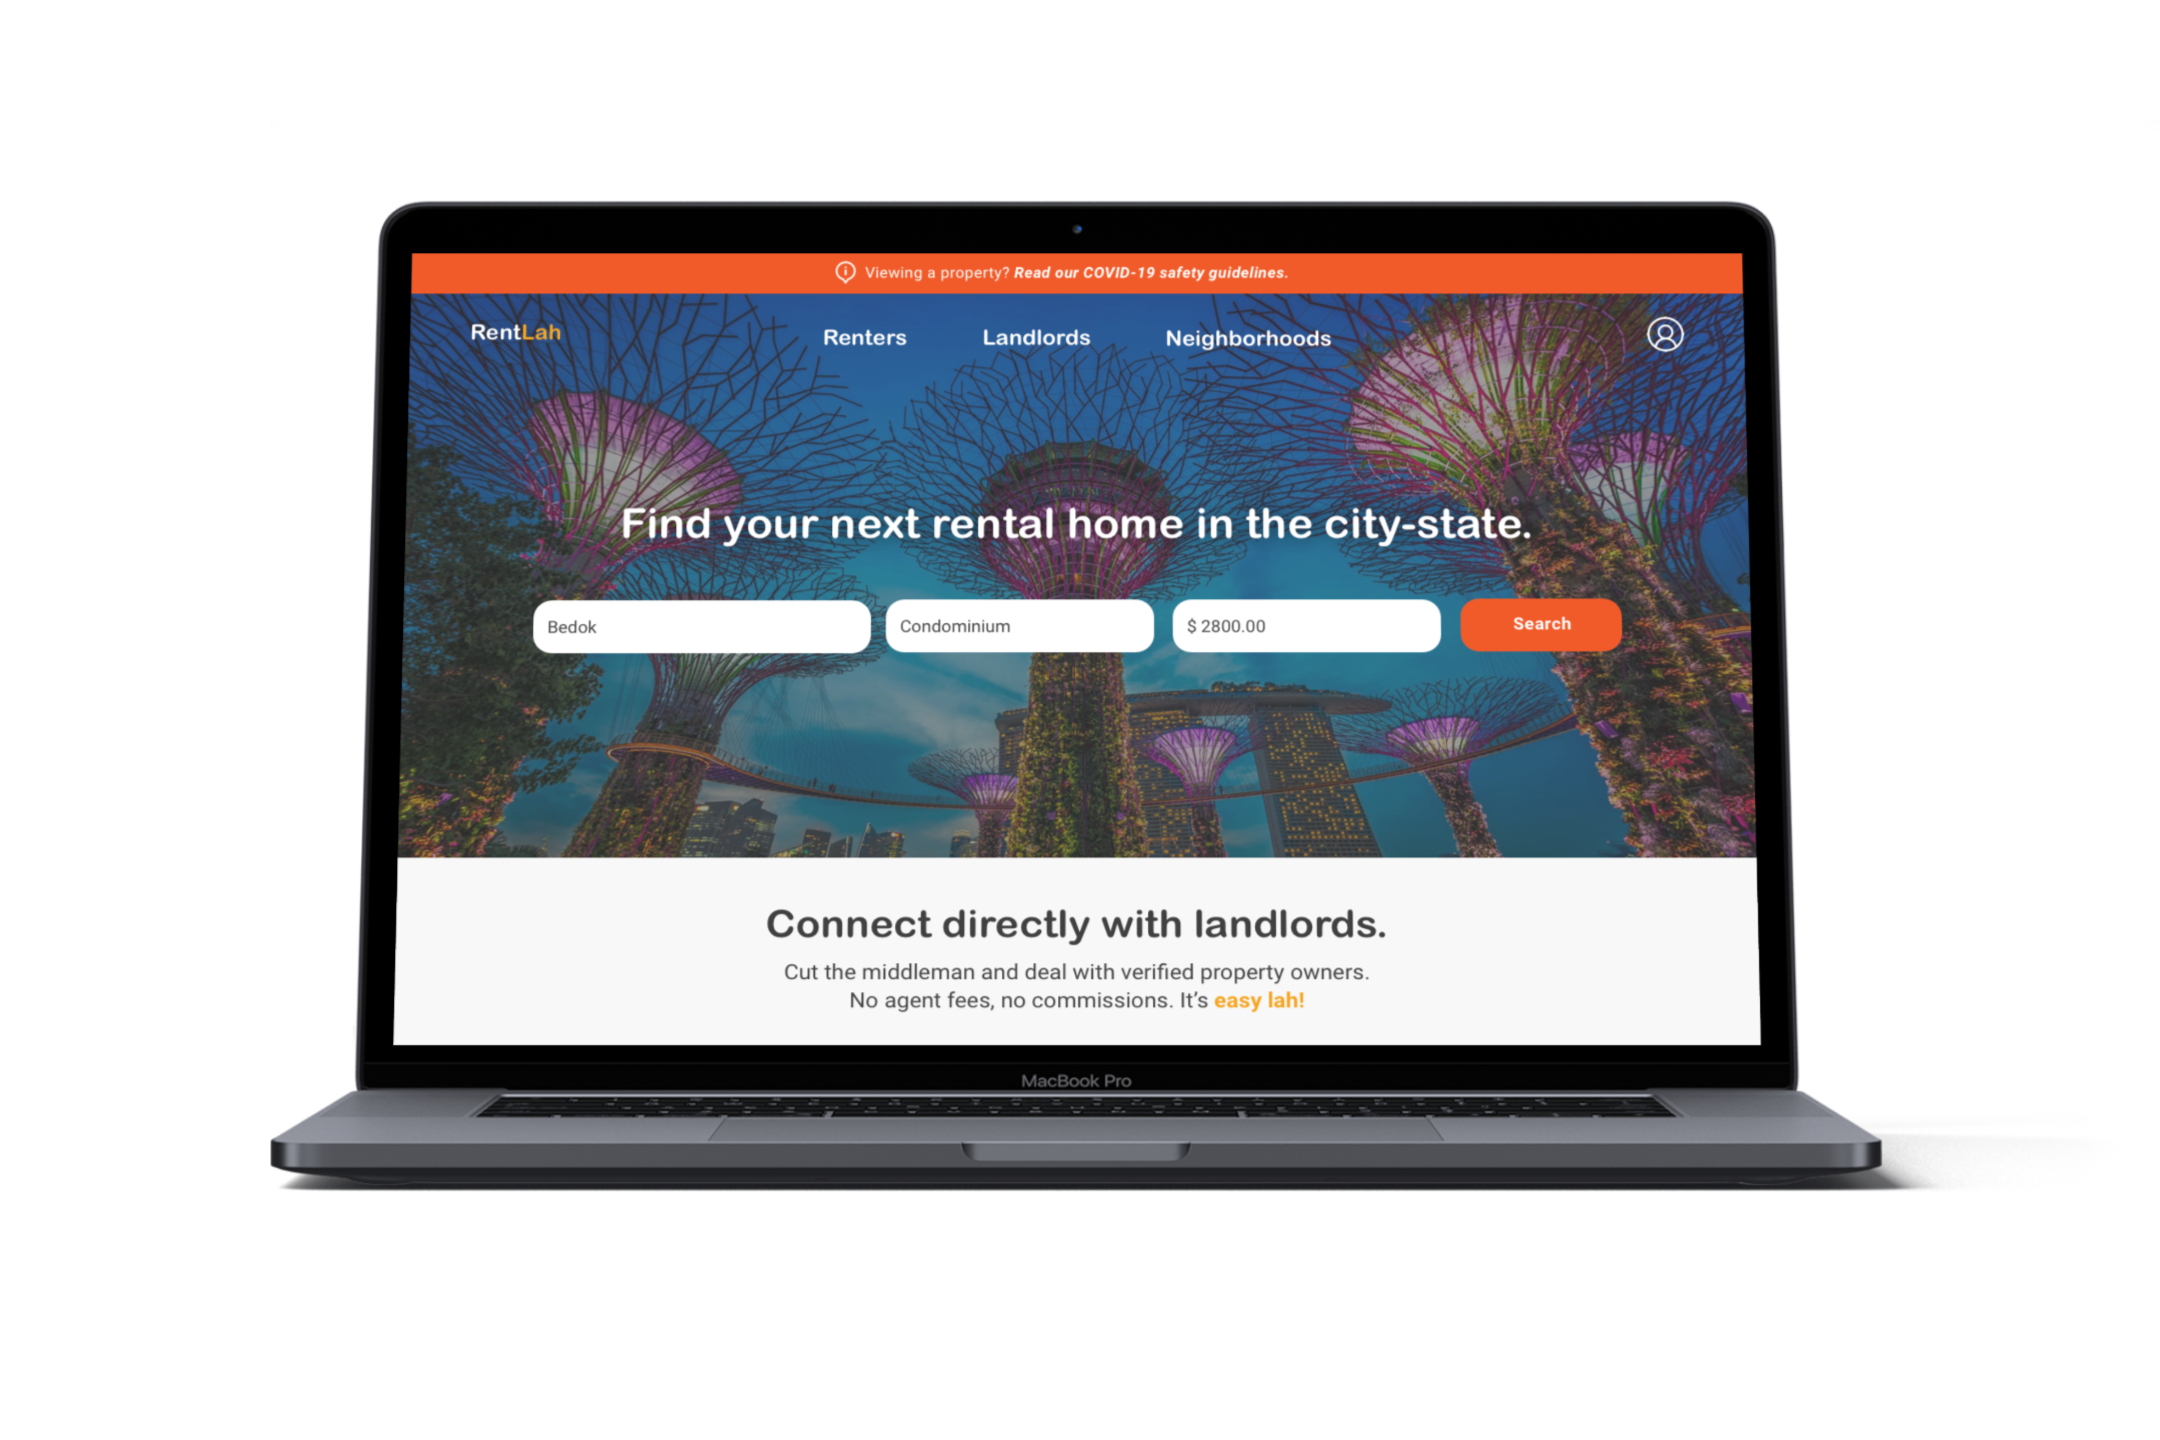 Viewing a property? Read our COVID-19 safety guidelines.
RentLah
Renters
Landlords
Neighborhoods
Find your next rental home in the city-state.
Bedok
Condominium
$ 2800.00
Search
Connect directly with landlords.
Cut the middleman and deal with verified property owners.
No agent fees, no commissions. It’s easy lah!
MacBook Pro